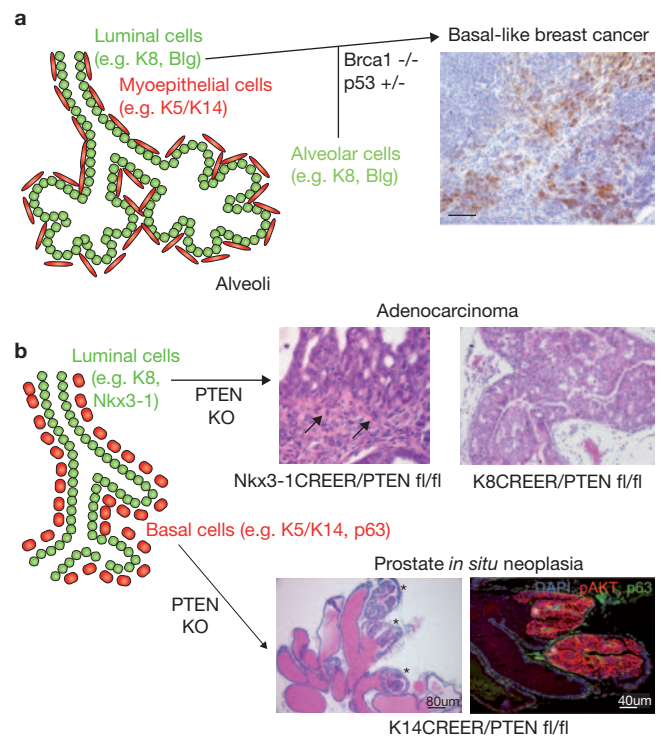 a
Luminal cells
(e.g. K8, Blg)
Myoepithelial cells
(e.g. K5/K14)
Brca1 -/-
p53 +/-
Basal-like breast cancer
Alveolar cells
(e.g. K8, Blg)
Alveoli
Adenocarcinoma
b
Luminal cells
(e.g. K8,
Nkx3-1)
PTEN
KO
Nkx3-1CREER/PTEN fl/fl
K8CREER/PTEN fl/fl
Basal cells (e.g. K5/K14, p63)
PTEN
KO
Prostate in situ neoplasia
*
*
*
80um
DAPI, pAKT, p63
40um
K14CREER/PTEN fl/fl